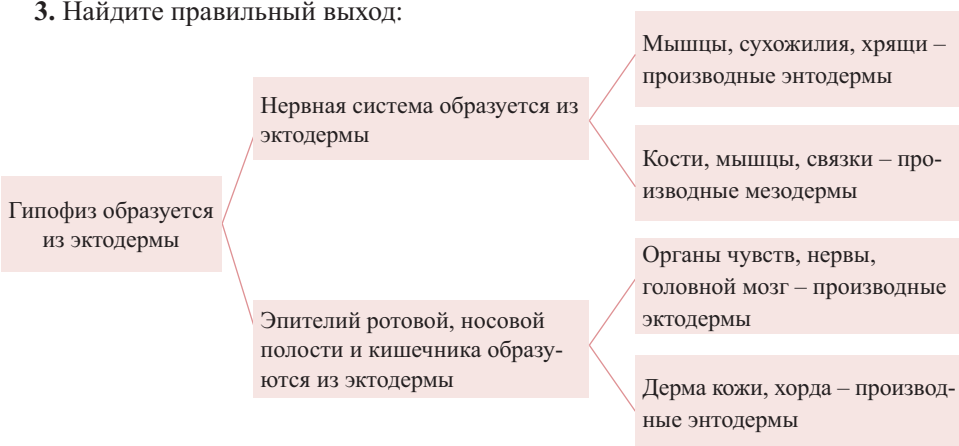 3. Найдите правильный выход:
Гипофиз образуется
из эктодермы
Нервная система образуется из
эктодермы
Эпителий ротовой, носовой
полости и кишечника образу-
ются из эктодермы
Мышцы, сухожилия, хрящи –
производные энтодермы
Кости, мышцы, связки – про-
изводные мезодермы
Органы чувств, нервы,
головной мозг – производные
эктодермы
Дерма кожи, хорда – производ-
ные энтодермы